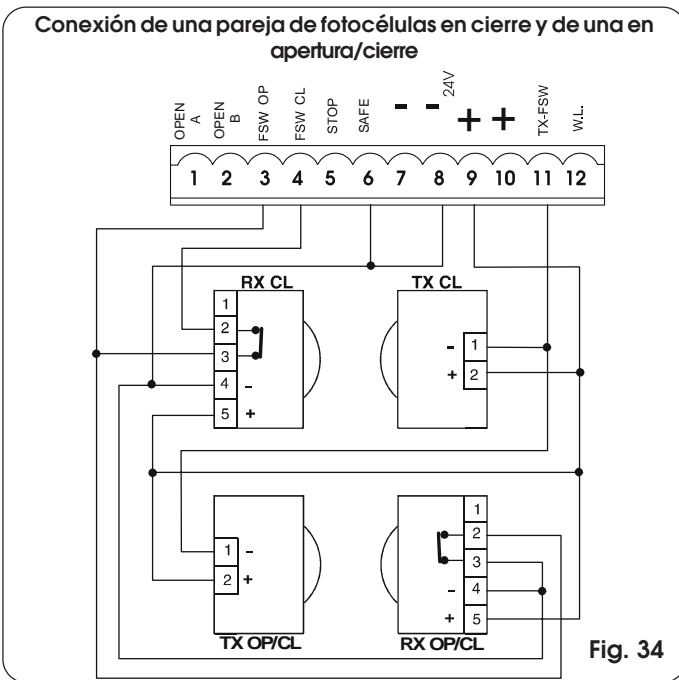 Conexión de una pareja de fotocélulas en cierre y de una en
apertura/cierre
OPEN A
OPEN B
FSW OP
FSW CL
STOP
SAFE
-
-
24V
+
+
TX-FSW
W.L.
1 2 3 4 5 6 7 8 9 10 11 12
RX CL
1
2
3
4 -
5 +
TX CL
- 1
+ 2
1 -
2 +
TX OP/CL
1
2
3
- 4
+ 5
RX OP/CL
Fig. 34